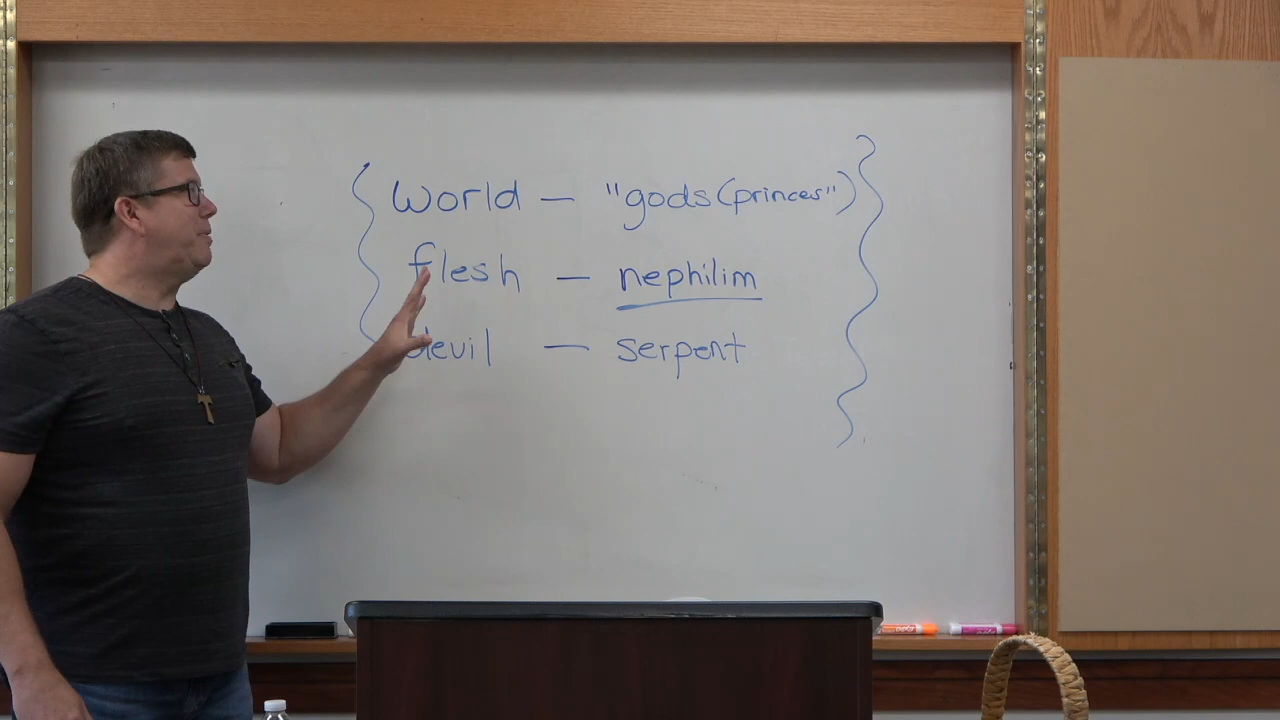 World — "gods(princes")
flesh — nephilim
devil — serpent